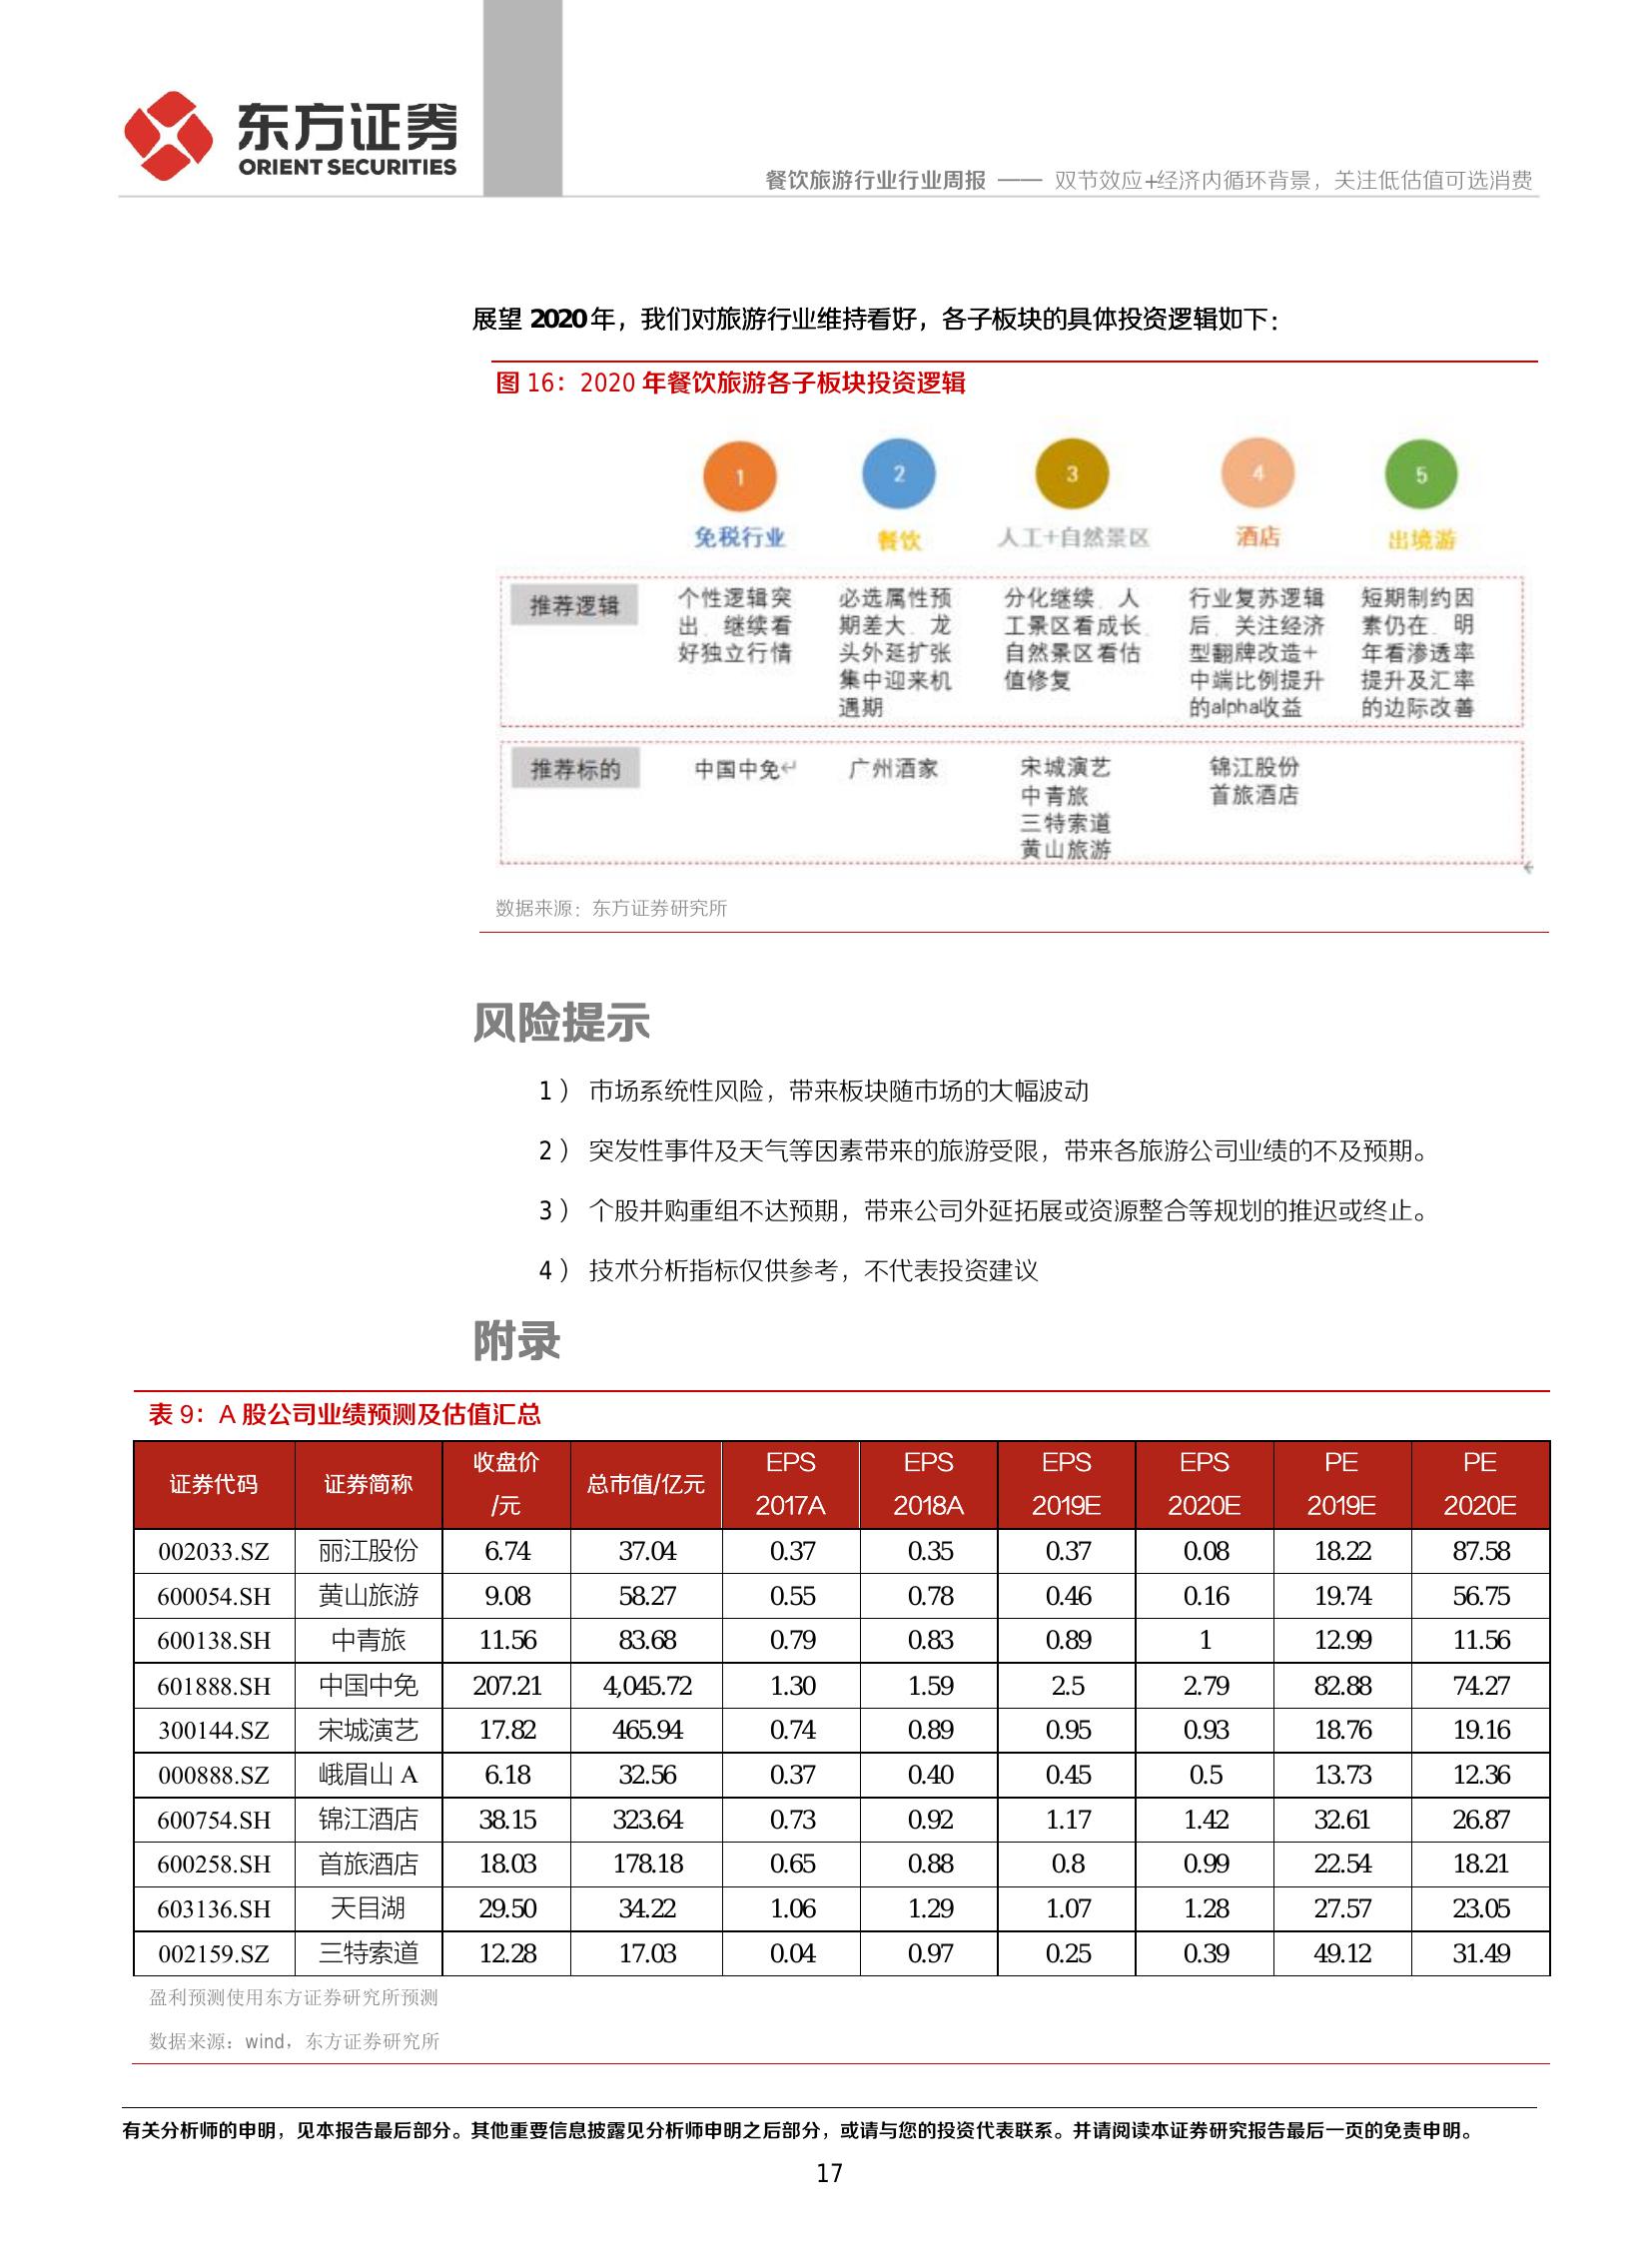 东方证券
ORIENT SECURITIES
餐饮旅游行业行业周报 —— 双节效应+经济内循环背景，关注低估值可选消费
展望 2020 年，我们对旅游行业维持看好，各子板块的具体投资逻辑如下：
图 16：2020 年餐饮旅游各子板块投资逻辑
1 2 3 4 5
免税行业 餐饮 人工+自然景区 酒店 出境游
推荐逻辑 个性逻辑突 必选属性预 分化继续，人 行业复苏逻辑 短期制约因
出，继续看 期差大，龙 工景区看成长， 后，关注经济 素仍在，明
好独立行情 头外延扩张 自然景区看估 型翻牌改造+ 年看渗透率
集中迎来机 值修复 中端比例提升 提升及汇率
遇期 的alpha收益 的边际改善
推荐标的 中国中免 广州酒家 宋城演艺 锦江股份
中青旅 首旅酒店
三特索道
黄山旅游
数据来源：东方证券研究所
风险提示
1） 市场系统性风险，带来板块随市场的大幅波动
2） 突发性事件及天气等因素带来的旅游受限，带来各旅游公司业绩的不及预期。
3） 个股并购重组不达预期，带来公司外延拓展或资源整合等规划的推迟或终止。
4） 技术分析指标仅供参考，不代表投资建议
附录
表 9：A 股公司业绩预测及估值汇总
证券代码 证券简称 收盘价/元 总市值/亿元 EPS 2017A EPS 2018A EPS 2019E EPS 2020E PE 2019E PE 2020E
002033.SZ 丽江股份 6.74 37.04 0.37 0.35 0.37 0.08 18.22 87.58
600054.SH 黄山旅游 9.08 58.27 0.55 0.78 0.46 0.16 19.74 56.75
600138.SH 中青旅 11.56 83.68 0.79 0.83 0.89 1 12.99 11.56
601888.SH 中国中免 207.21 4,045.72 1.30 1.59 2.5 2.79 82.88 74.27
300144.SZ 宋城演艺 17.82 465.94 0.74 0.89 0.95 0.93 18.76 19.16
000888.SZ 峨眉山 A 6.18 32.56 0.37 0.40 0.45 0.5 13.73 12.36
600754.SH 锦江酒店 38.15 323.64 0.73 0.92 1.17 1.42 32.61 26.87
600258.SH 首旅酒店 18.03 178.18 0.65 0.88 0.8 0.99 22.54 18.21
603136.SH 天目湖 29.50 34.22 1.06 1.29 1.07 1.28 27.57 23.05
002159.SZ 三特索道 12.28 17.03 0.04 0.97 0.25 0.39 49.12 31.49
盈利预测使用东方证券研究所预测
数据来源：wind，东方证券研究所
有关分析师的申明，见本报告最后部分。其他重要信息披露见分析师申明之后部分，或请与您的投资代表联系。并请阅读本证券研究报告最后一页的免责申明。
17